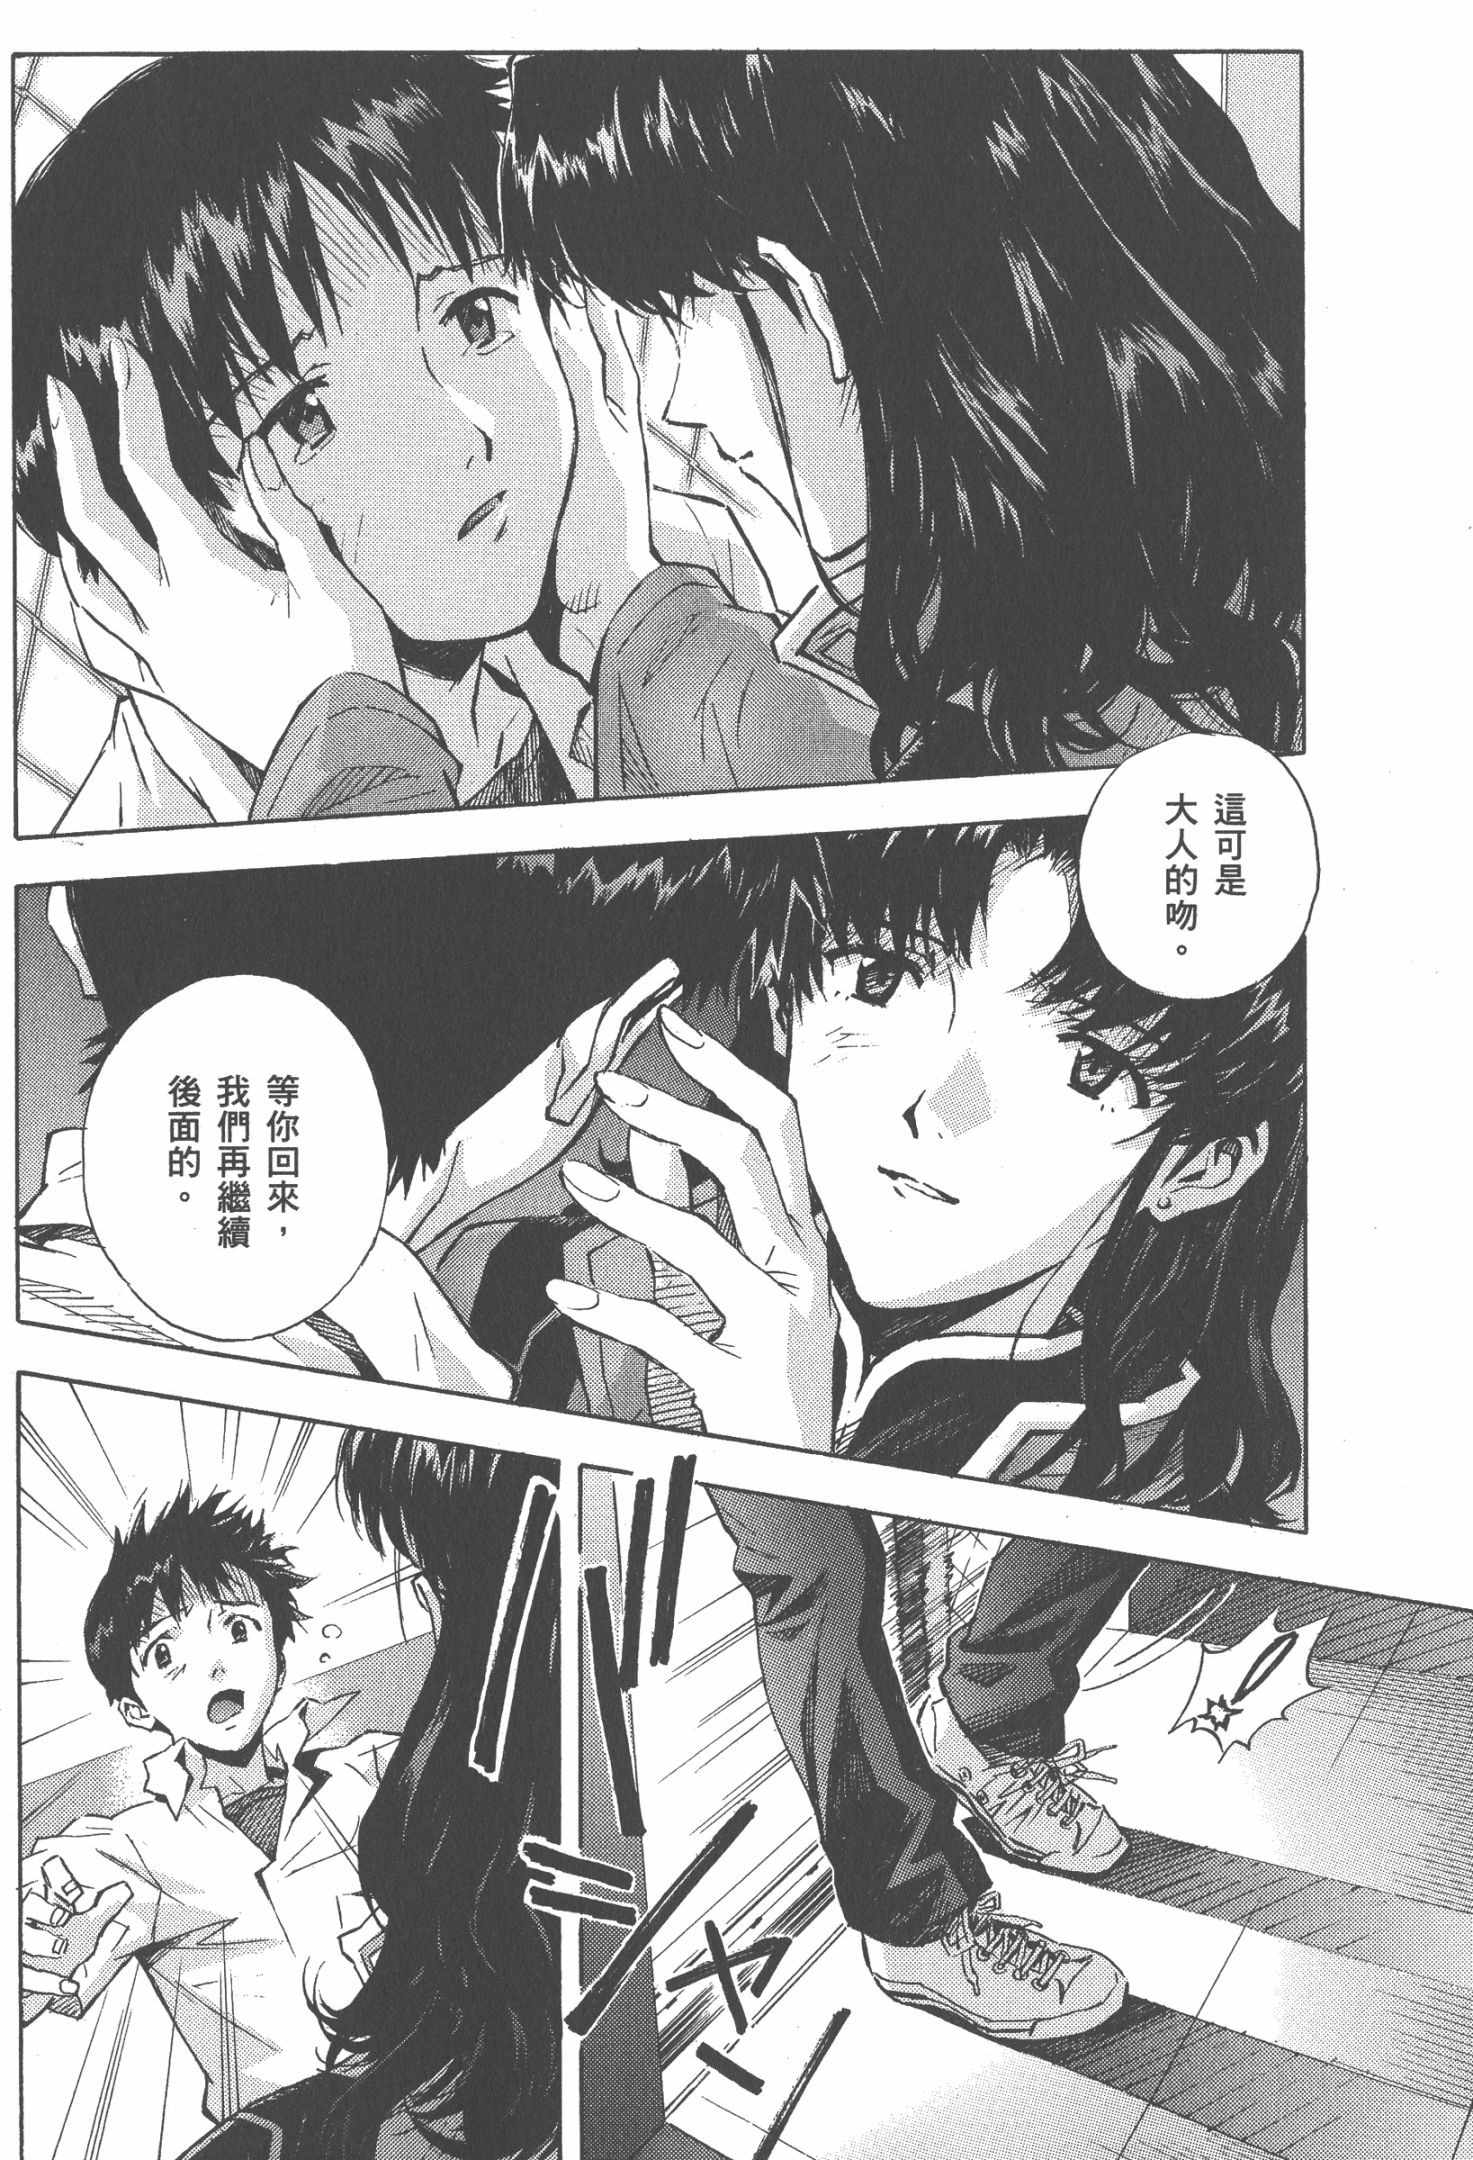 這可是
大人的吻。
等你回來，
我們再繼續
後面的。